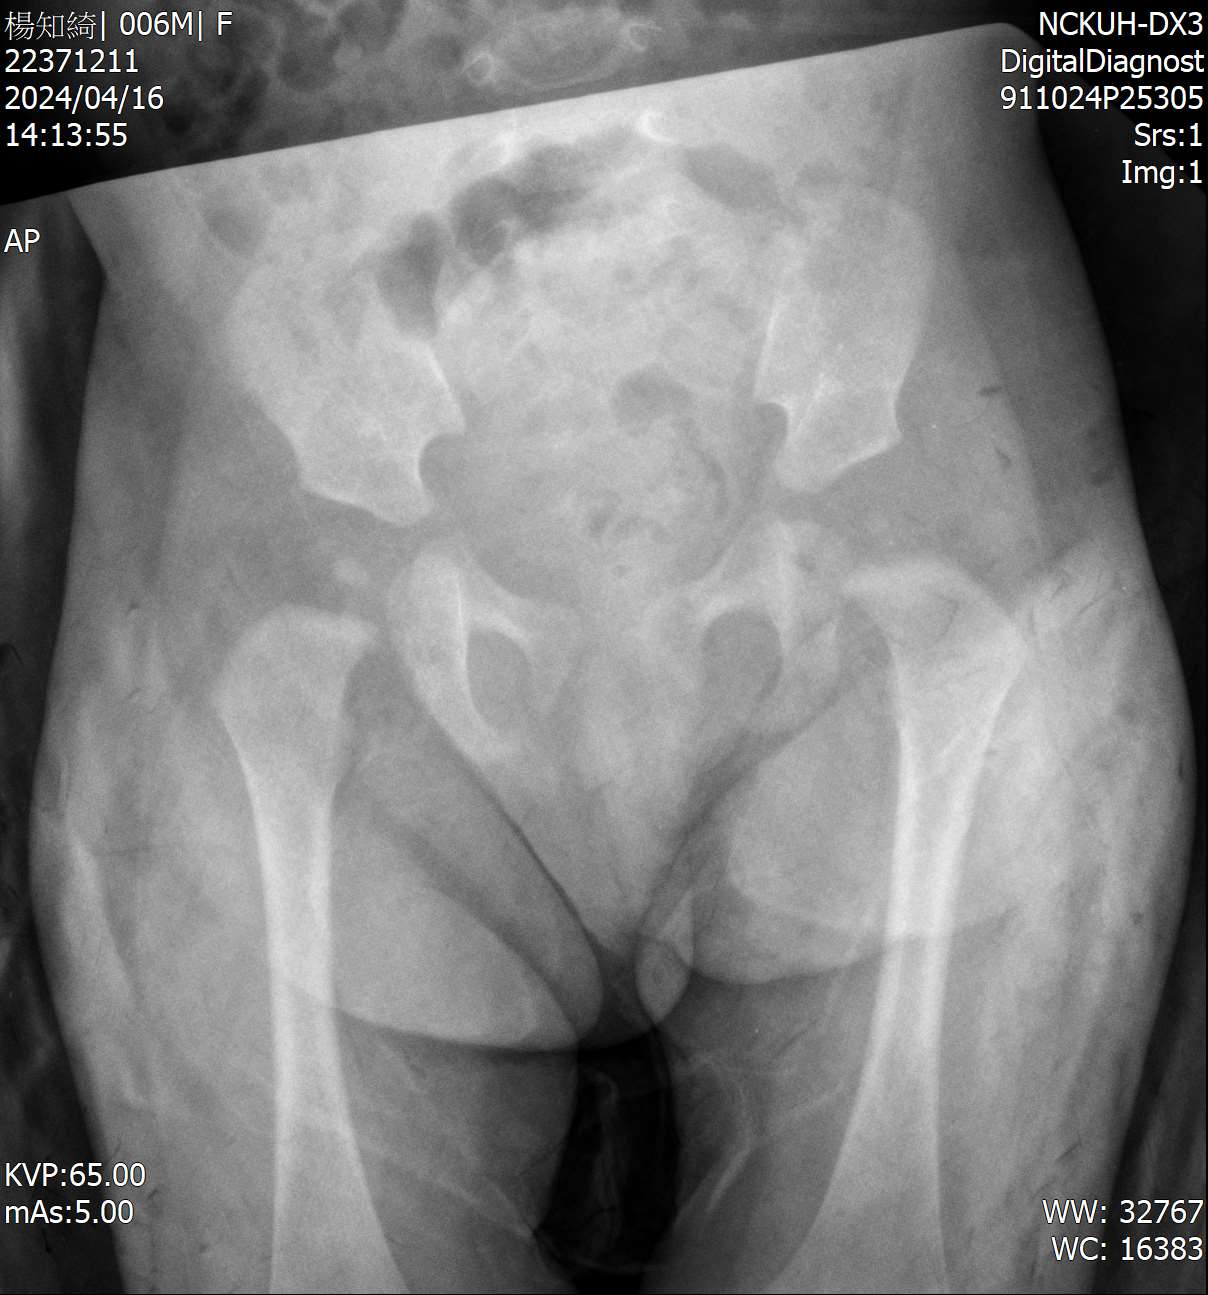 楊知綺| 006M| F
22371211
2024/04/16
14:13:55
NCKUH-DX3
DigitalDiagnost
911024P25305
Srs:1
Img:1
AP
KVP:65.00
mAs:5.00
WW: 32767
WC: 16383